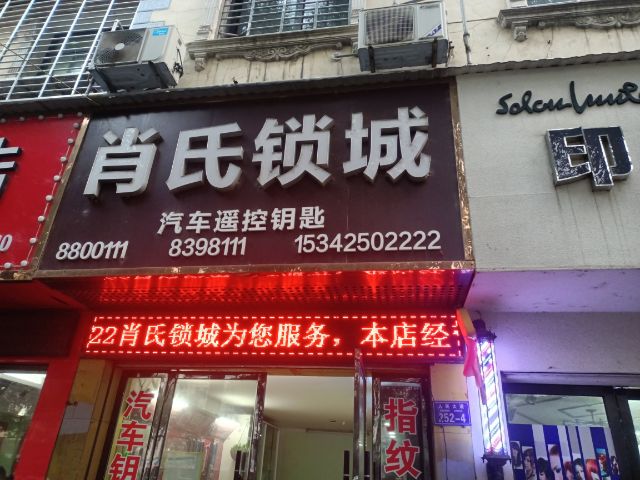 肖氏锁城
汽车遥控钥匙
8800111 8398111 15342502222
22肖氏锁城为您服务，本店经
汽车钥
指纹
252-4
印